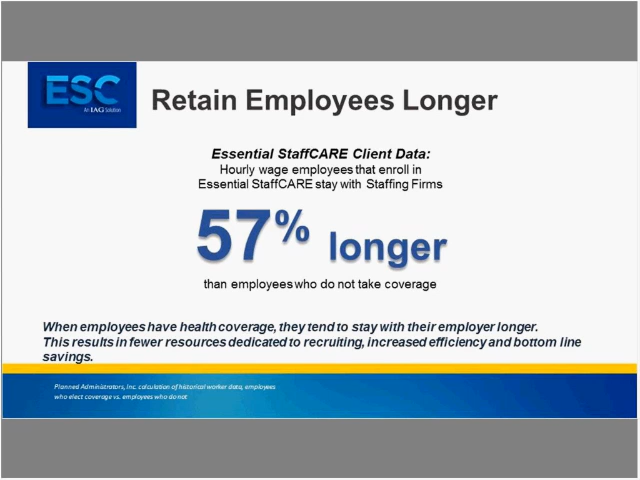 ESC
An IAG Solution
Retain Employees Longer
Essential StaffCARE Client Data:
Hourly wage employees that enroll in
Essential StaffCARE stay with Staffing Firms
57% longer
than employees who do not take coverage
When employees have health coverage, they tend to stay with their employer longer.
This results in fewer resources dedicated to recruiting, increased efficiency and bottom line
savings.
Planned Administrators, Inc. calculation of historical worker data, employees
who elect coverage vs. employees who do not